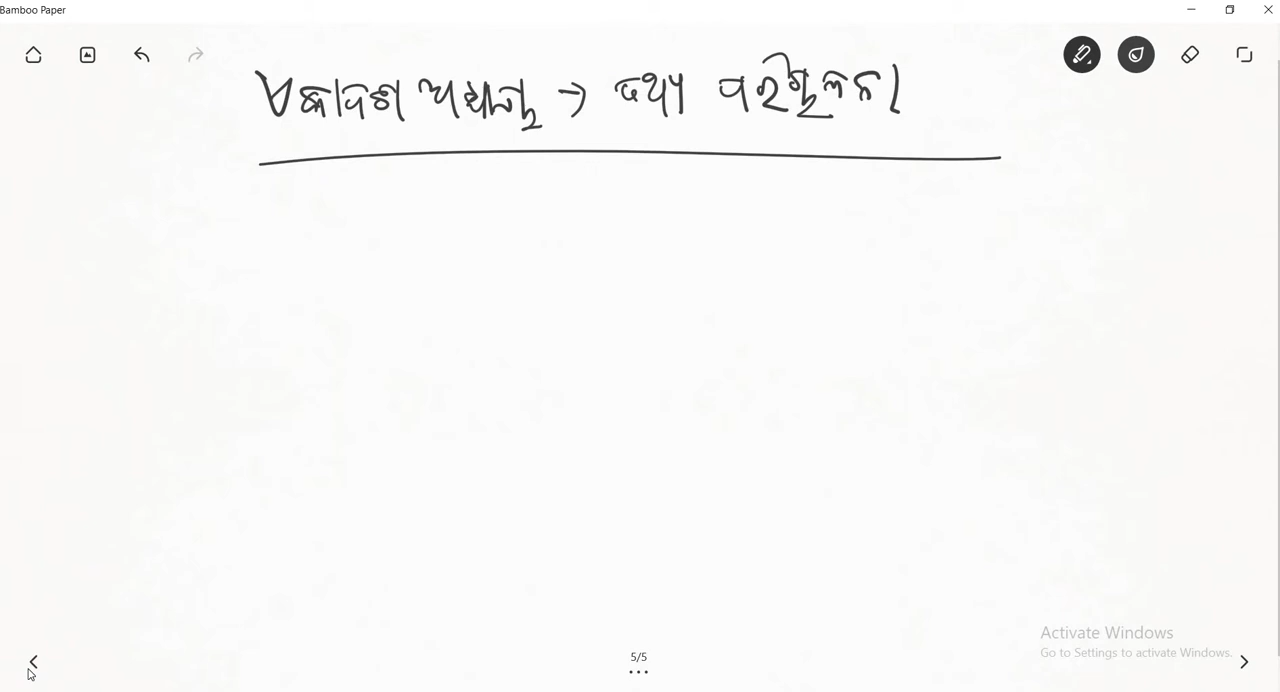 Bamboo Paper
ଏକାଦଶ ଅଧ୍ୟାୟ → ତଥ୍ୟ ପରିଚାଳନା
5/5
Activate Windows
Go to Settings to activate Windows.